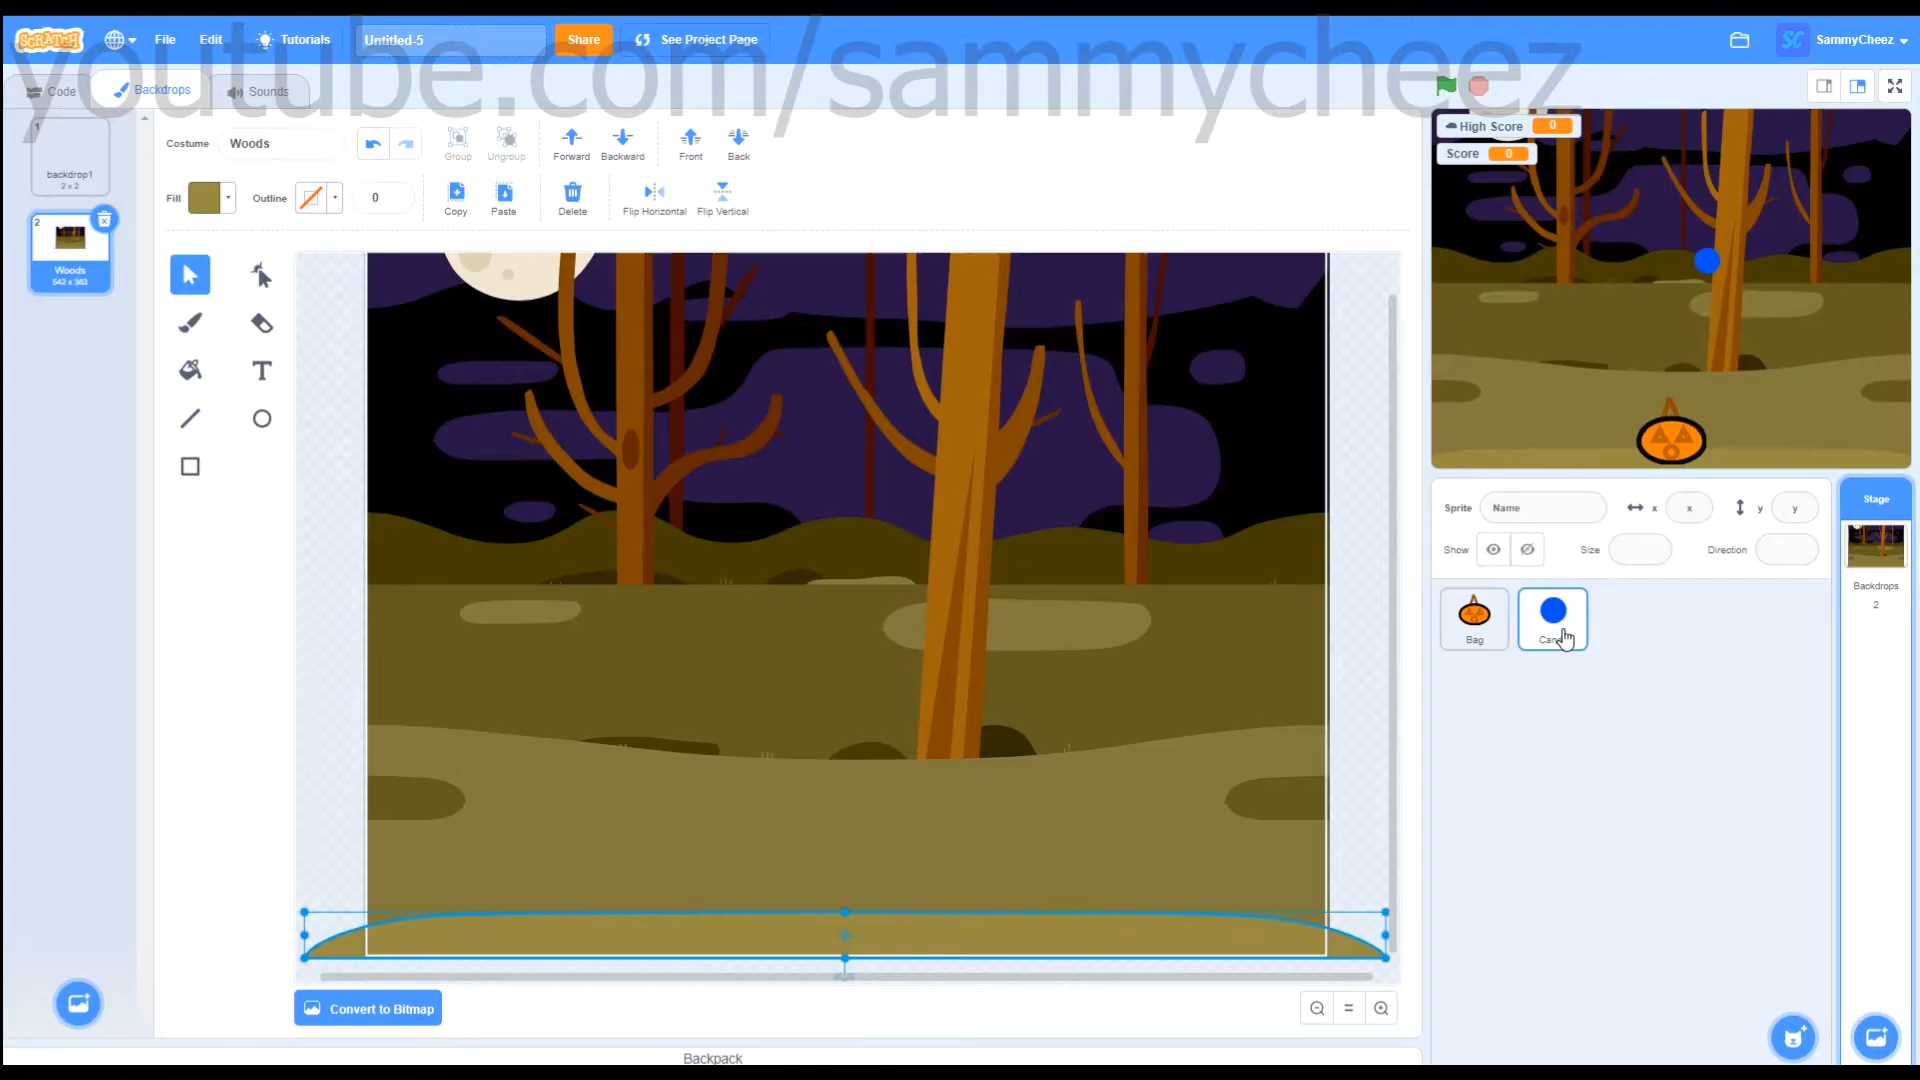 SCRATCH File Edit Tutorials Untitled-5 Share See Project Page SammyCheez
youtube.com/sammycheez
Code Backdrops Sounds
1
backdrop1
2 x 2
2
Woods
542 x 363
Costume Woods Group Ungroup Forward Backward Front Back
Fill Outline 0 Copy Paste Delete Flip Horizontal Flip Vertical
High Score 0
Score 0
Sprite Name x x y y
Show Size Direction
Bag
Stage
Backdrops
2
Convert to Bitmap
Backpack